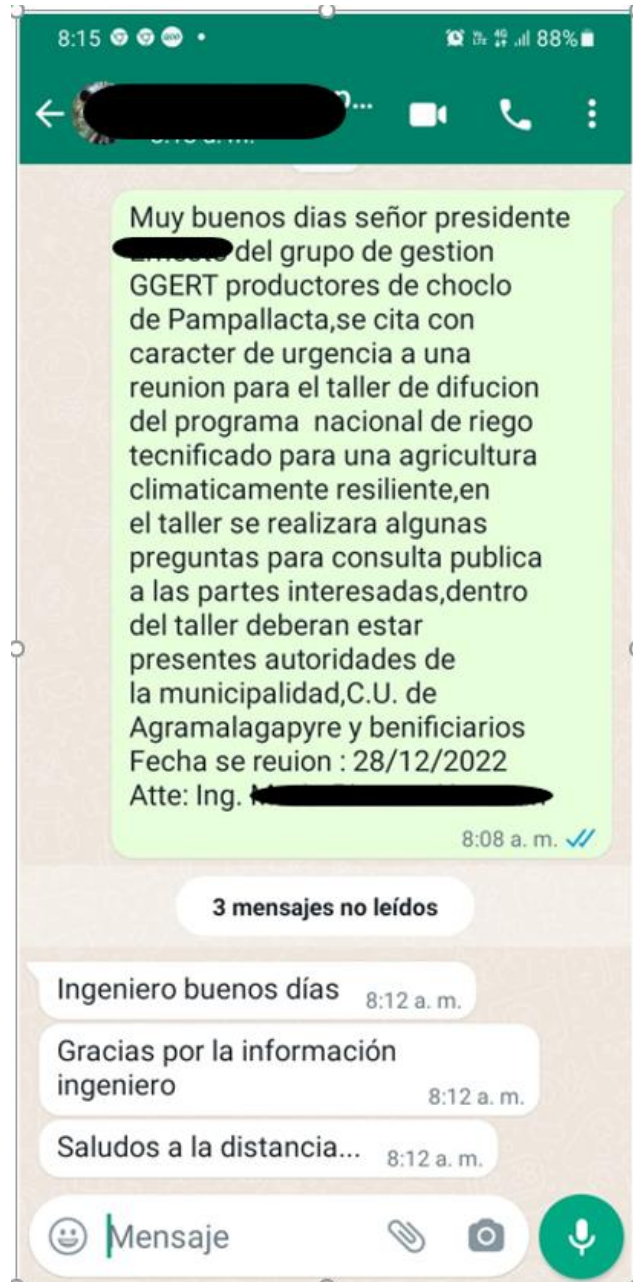 8:15
88%
Muy buenos dias señor presidente
del grupo de gestion
GGERT productores de choclo
de Pampallacta,se cita con
caracter de urgencia a una
reunion para el taller de difucion
del programa nacional de riego
tecnificado para una agricultura
climaticamente resiliente,en
el taller se realizara algunas
preguntas para consulta publica
a las partes interesadas,dentro
del taller deberan estar
presentes autoridades de
la municipalidad,C.U. de
Agramalagapyre y benificiarios
Fecha se reuion : 28/12/2022
Atte: Ing.
8:08 a. m.
3 mensajes no leídos
Ingeniero buenos días
8:12 a. m.
Gracias por la información
ingeniero
8:12 a. m.
Saludos a la distancia...
8:12 a. m.
Mensaje